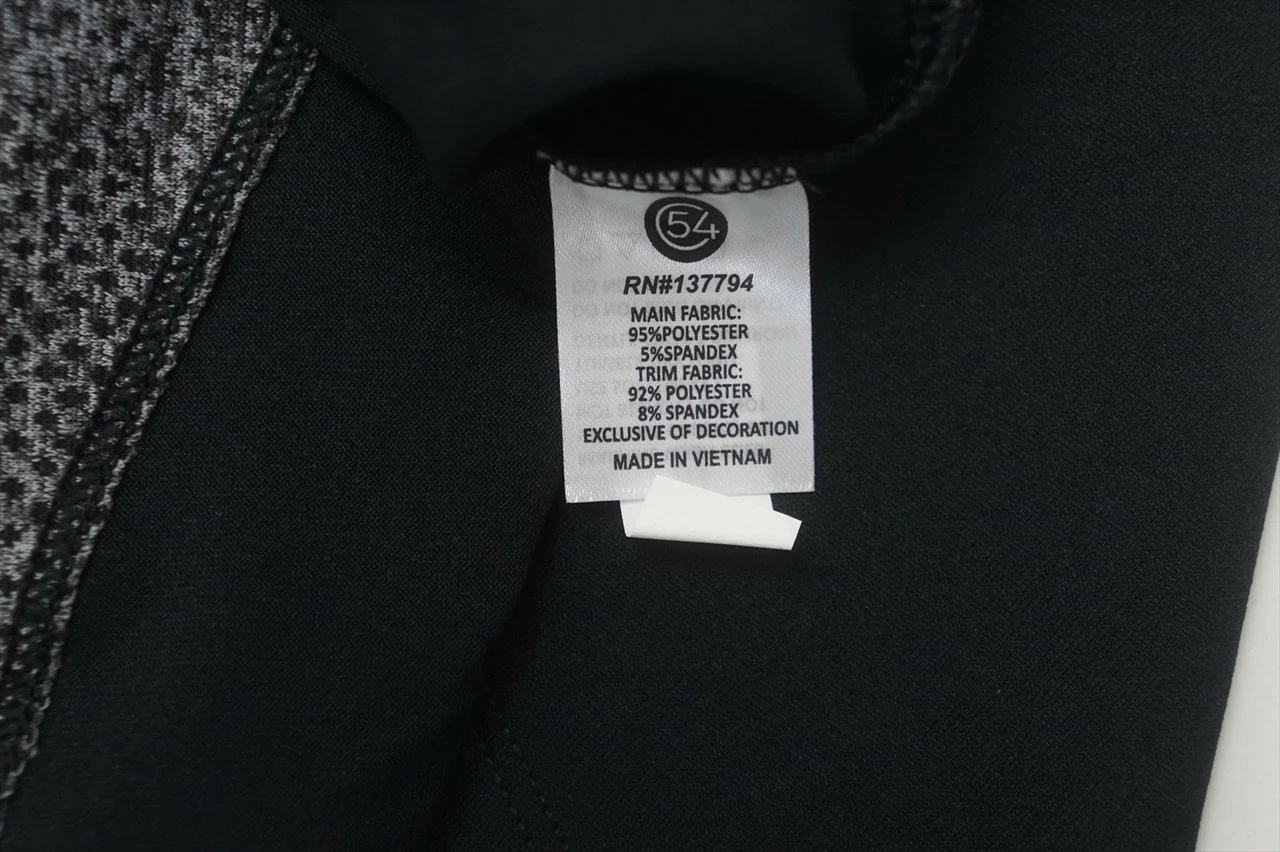 C54
RN#137794
MAIN FABRIC:
95%POLYESTER
5%SPANDEX
TRIM FABRIC:
92% POLYESTER
8% SPANDEX
EXCLUSIVE OF DECORATION
MADE IN VIETNAM